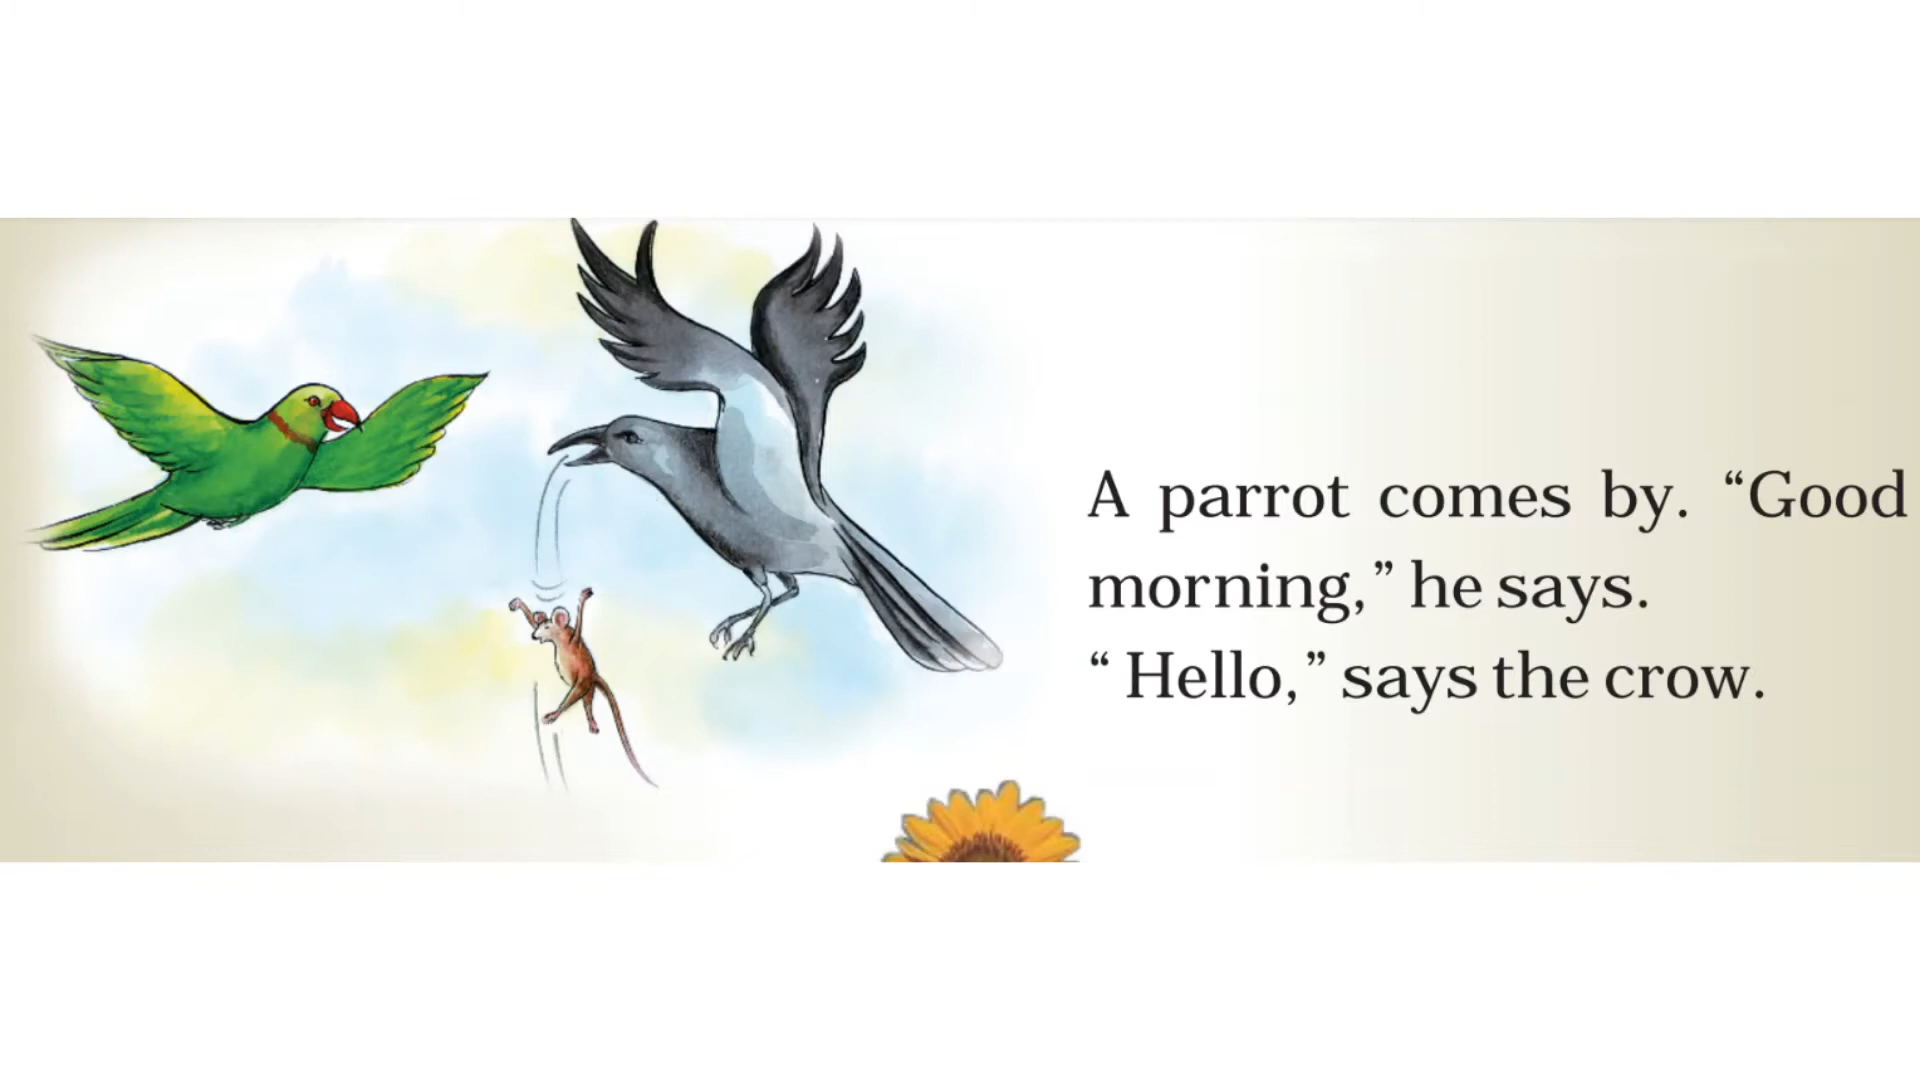 A parrot comes by. “Good
morning,” he says.
“ Hello,” says the crow.